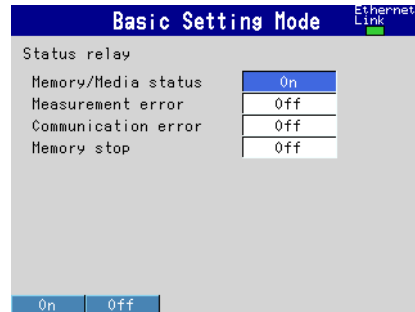 Basic Setting Mode
Ethernet
Link
Status relay
Memory/Media status On
Measurement error Off
Communication error Off
Memory stop Off
On Off